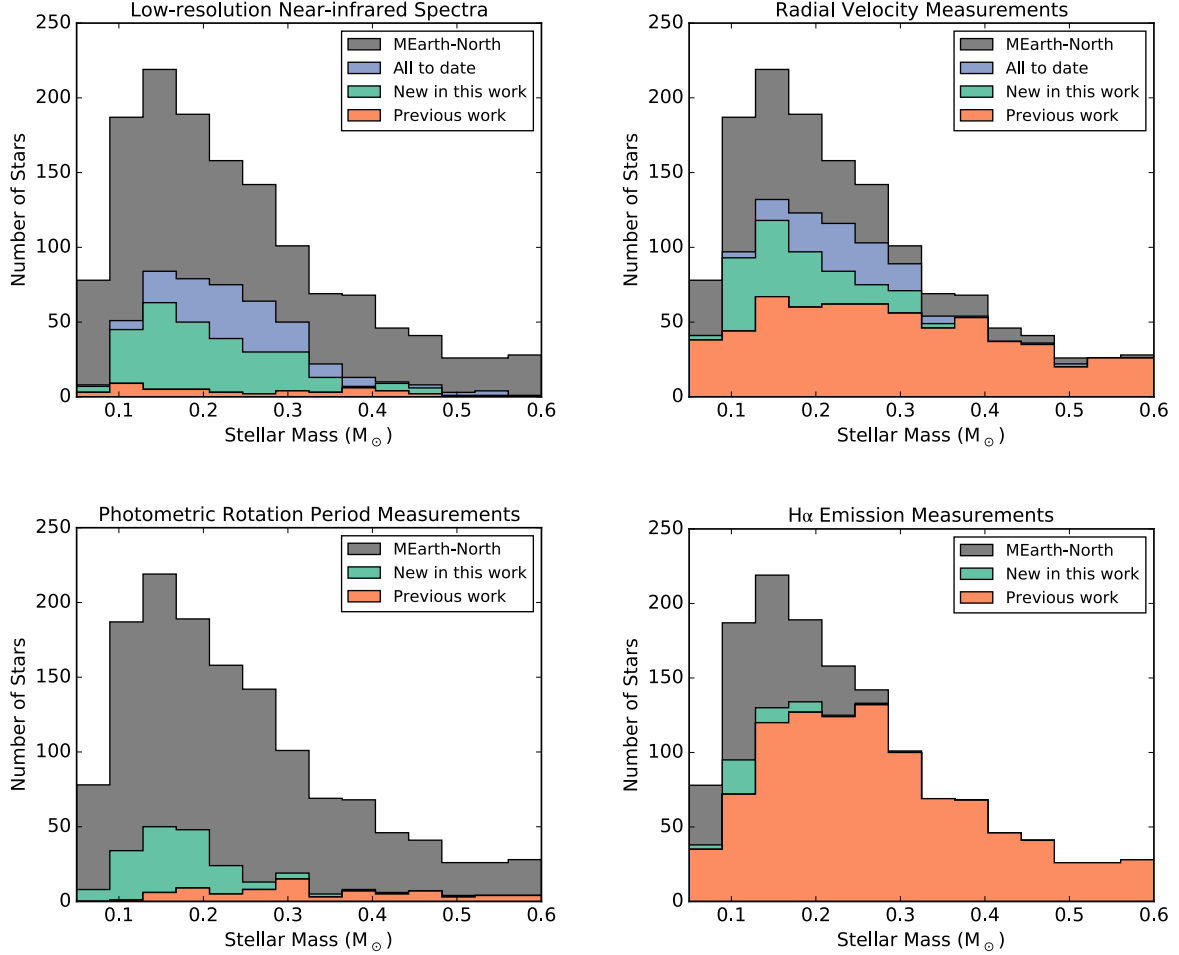 Low-resolution Near-infrared Spectra
250
200
150
100
50
0
Number of Stars
MEarth-North
All to date
New in this work
Previous work
0.1 0.2 0.3 0.4 0.5 0.6
Stellar Mass (M☉)
Radial Velocity Measurements
250
200
150
100
50
0
Number of Stars
MEarth-North
All to date
New in this work
Previous work
0.1 0.2 0.3 0.4 0.5 0.6
Stellar Mass (M☉)
Photometric Rotation Period Measurements
250
200
150
100
50
0
Number of Stars
MEarth-North
New in this work
Previous work
0.1 0.2 0.3 0.4 0.5 0.6
Stellar Mass (M☉)
Hα Emission Measurements
250
200
150
100
50
0
Number of Stars
MEarth-North
New in this work
Previous work
0.1 0.2 0.3 0.4 0.5 0.6
Stellar Mass (M☉)